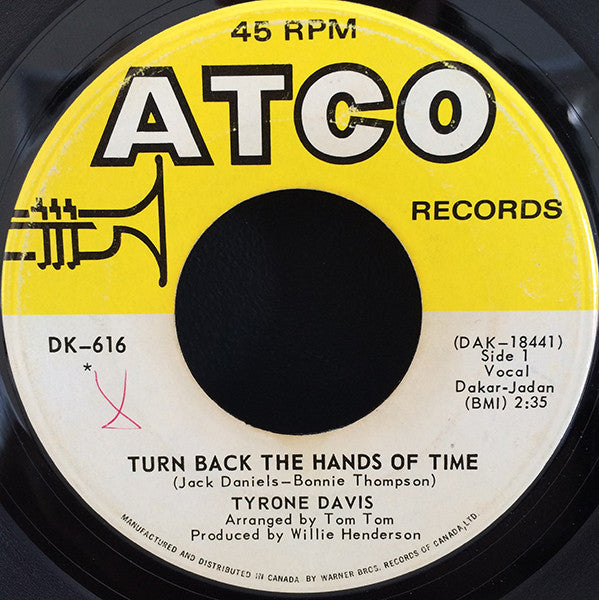 45 RPM
ATCO
RECORDS
DK–616
*
(DAK–18441)
Side 1
Vocal
Dakar-Jadan
(BMI) 2:35
TURN BACK THE HANDS OF TIME
(Jack Daniels–Bonnie Thompson)
TYRONE DAVIS
Arranged by Tom Tom
Produced by Willie Henderson
MANUFACTURED AND DISTRIBUTED IN CANADA BY WARNER BROS. RECORDS OF CANADA, LTD.